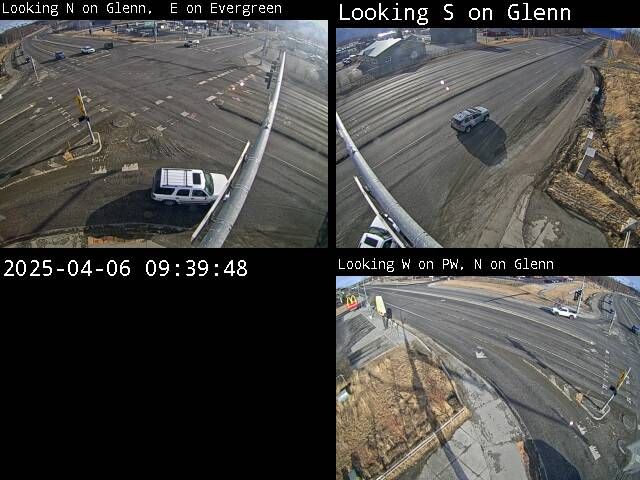 Looking N on Glenn, E on Evergreen
Looking S on Glenn
2025-04-06 09:39:48
Looking W on PW, N on Glenn